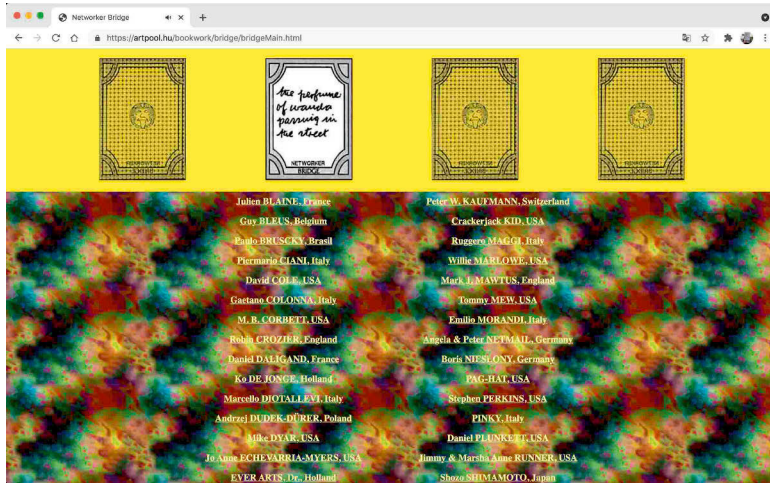 Networker Bridge
https://artpool.hu/bookwork/bridge/bridgeMain.html
NETWORKER
BRIDGE
the perfume
of wanda
passing in
the street
NETWORKER
BRIDGE
NETWORKER
BRIDGE
NETWORKER
BRIDGE
Julien BLAINE, France
Guy BLEUS, Belgium
Paulo BRUSCKY, Brasil
Piermario CIANI, Italy
David COLE, USA
Gaetano COLONNA, Italy
M. B. CORBETT, USA
Robin CROZIER, England
Daniel DALIGAND, France
Ko DE JONGE, Holland
Marcello DIOTALLEVI, Italy
Andrzej DUDEK-DÜRER, Poland
Mike DYAR, USA
Jo Anne ECHEVARRIA-MYERS, USA
EVER ARTS, Dr., Holland
Peter W. KAUFMANN, Switzerland
Crackerjack KID, USA
Ruggero MAGGI, Italy
Willie MARLOWE, USA
Mark J. MAWTUS, England
Tommy MEW, USA
Emilio MORANDI, Italy
Angela & Peter NETMAIL, Germany
Boris NIESLONY, Germany
PAG-HAT, USA
Stephen PERKINS, USA
PINKY, Italy
Daniel PLUNKETT, USA
Jimmy & Marsha Anne RUNNER, USA
Shozo SHIMAMOTO, Japan